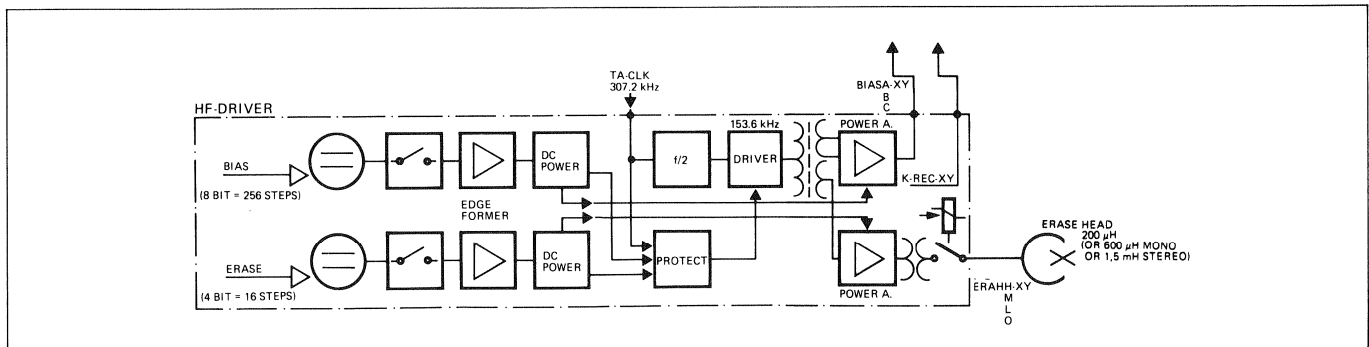 TA-CLK
307.2 kHz
BIASA-XY
B
C
HF-DRIVER
153.6 kHz
POWER A.
BIAS
(8 BIT = 256 STEPS)
DC
POWER
f/2
DRIVER
K-REC-XY
EDGE
FORMER
ERASE
(4 BIT = 16 STEPS)
DC
POWER
PROTECT
POWER A.
ERASE HEAD
200 µH
(OR 600 µH MONO
OR 1,5 mH STEREO)
ERAHH-XY
M
L
O